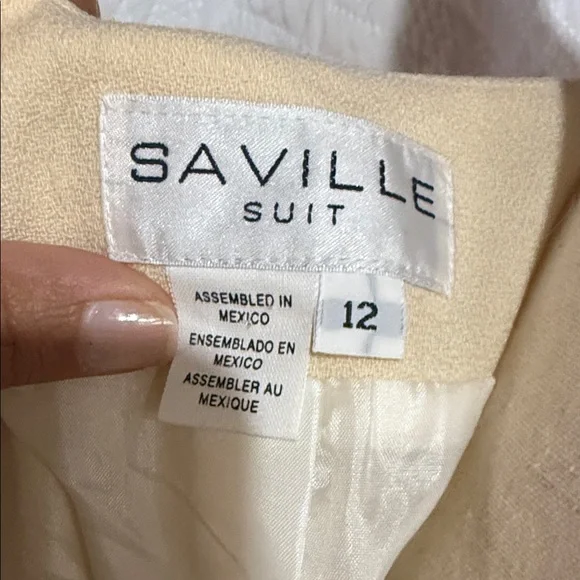 SAVILLE
SUIT
12
ASSEMBLED IN
MEXICO
ENSEMBLADO EN
MEXICO
ASSEMBLER AU
MEXIQUE